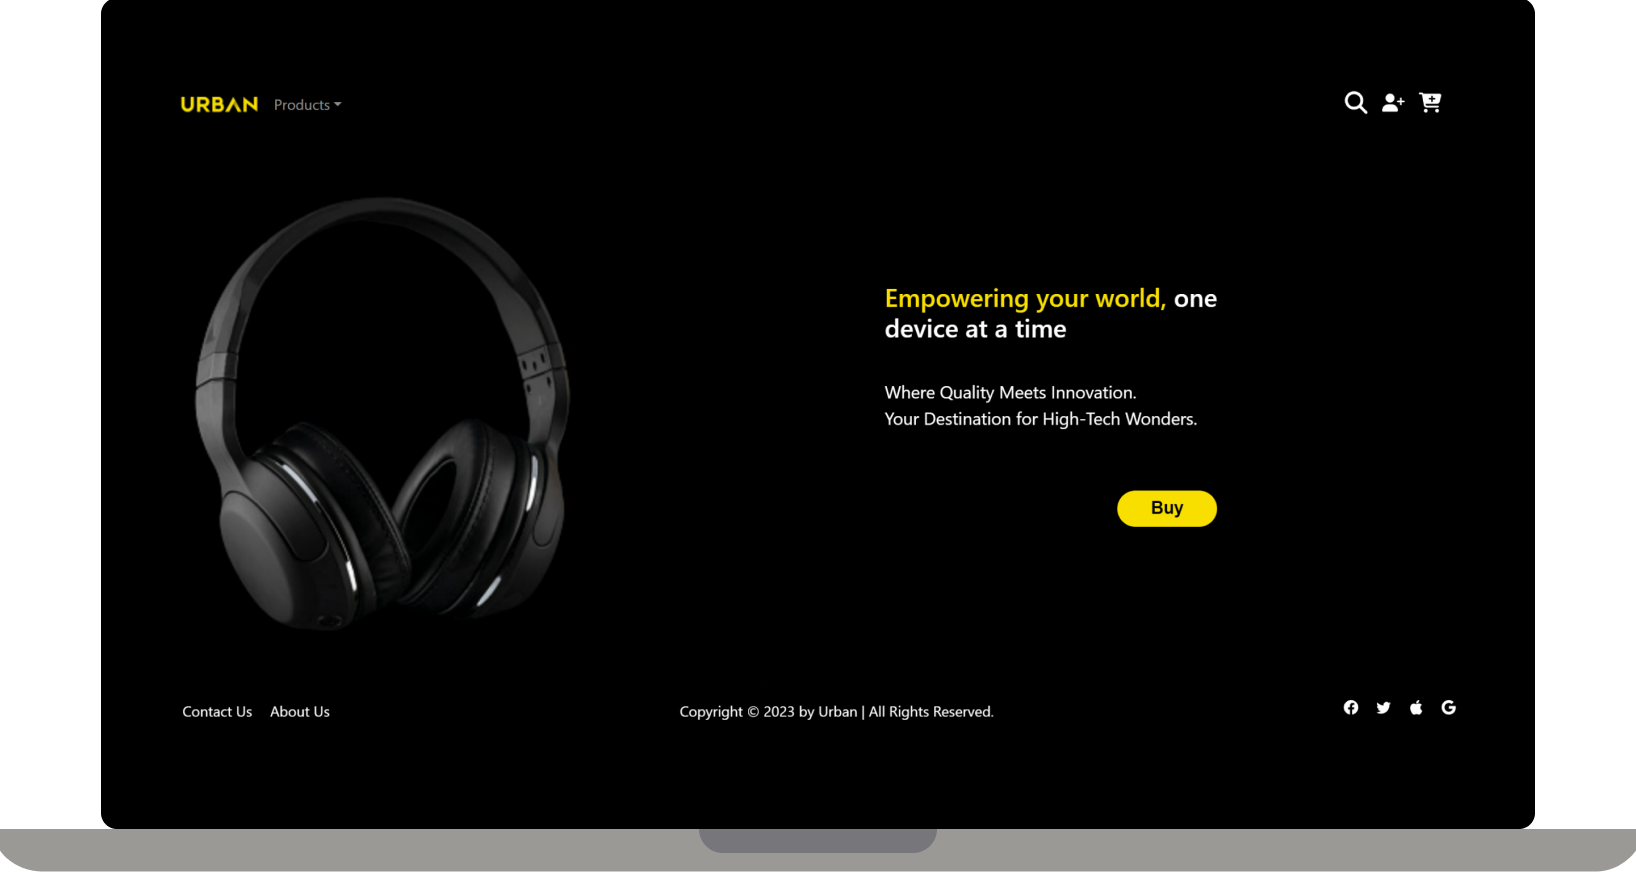 URBAN Products
Empowering your world, one
device at a time
Where Quality Meets Innovation.
Your Destination for High-Tech Wonders.
Buy
Contact Us About Us Copyright © 2023 by Urban | All Rights Reserved.